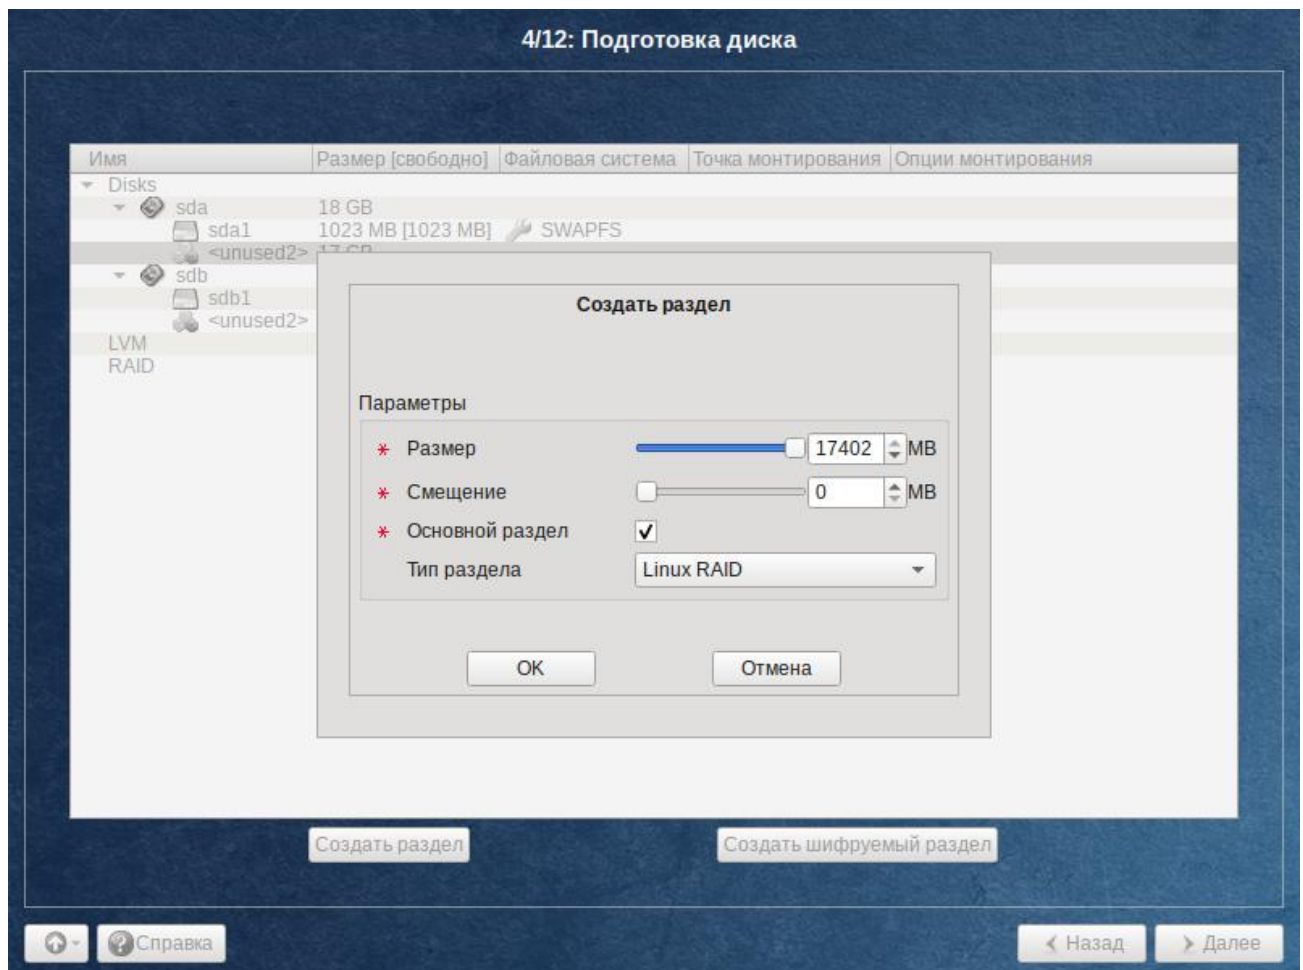 4/12: Подготовка диска
Имя Размер [свободно] Файловая система Точка монтирования Опции монтирования
Disks
sda 18 GB
sda1 1023 MB [1023 MB] SWAPFS
<unused2> 17 GB
sdb
sdb1
<unused2>
LVM
RAID
Создать раздел
Параметры
* Размер 17402 MB
* Смещение 0 MB
* Основной раздел
Тип раздела Linux RAID
OK Отмена
Создать раздел Создать шифруемый раздел
Справка Назад Далее